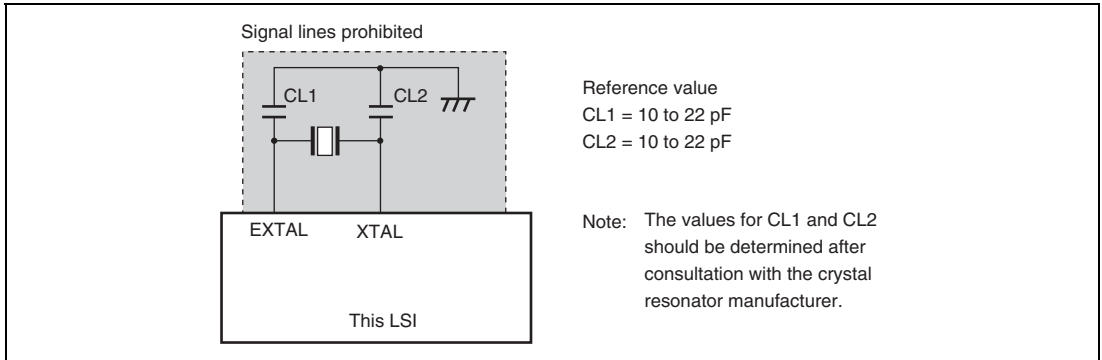 Signal lines prohibited
CL1
CL2
Reference value
CL1 = 10 to 22 pF
CL2 = 10 to 22 pF
EXTAL
XTAL
This LSI
Note: The values for CL1 and CL2
should be determined after
consultation with the crystal
resonator manufacturer.